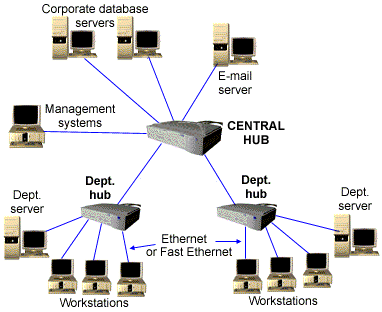 Corporate database
servers
E-mail
server
Management
systems
CENTRAL
HUB
Dept.
hub
Dept.
hub
Dept.
server
Dept.
server
Ethernet
or Fast Ethernet
Workstations
Workstations